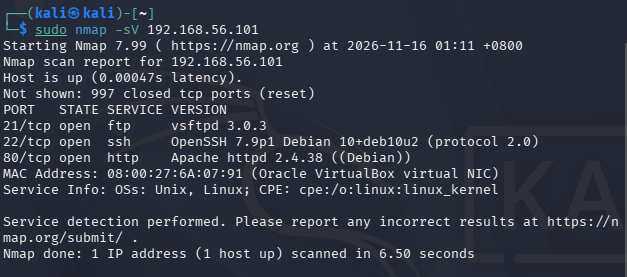 ┌──(kali㉿kali)-[~]
└─$ sudo nmap -sV 192.168.56.101
Starting Nmap 7.99 ( https://nmap.org ) at 2026-11-16 01:11 +0800
Nmap scan report for 192.168.56.101
Host is up (0.00047s latency).
Not shown: 997 closed tcp ports (reset)
PORT   STATE SERVICE VERSION
21/tcp open  ftp     vsftpd 3.0.3
22/tcp open  ssh     OpenSSH 7.9p1 Debian 10+deb10u2 (protocol 2.0)
80/tcp open  http    Apache httpd 2.4.38 ((Debian))
MAC Address: 08:00:27:6A:07:91 (Oracle VirtualBox virtual NIC)
Service Info: OSs: Unix, Linux; CPE: cpe:/o:linux:linux_kernel

Service detection performed. Please report any incorrect results at https://n
map.org/submit/ .
Nmap done: 1 IP address (1 host up) scanned in 6.50 seconds
KA